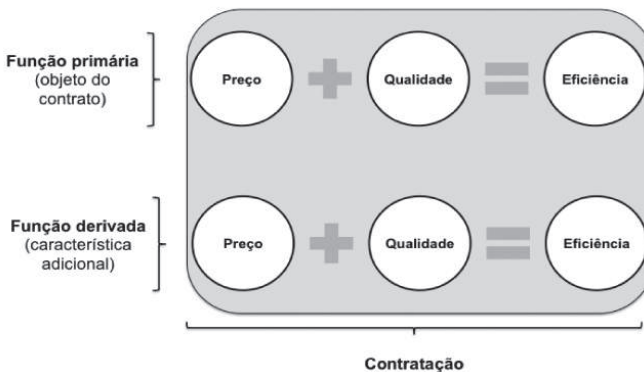 Função primária
(objeto do
contrato)
Preço
Qualidade
Eficiência
Função derivada
(característica
adicional)
Preço
Qualidade
Eficiência
Contratação